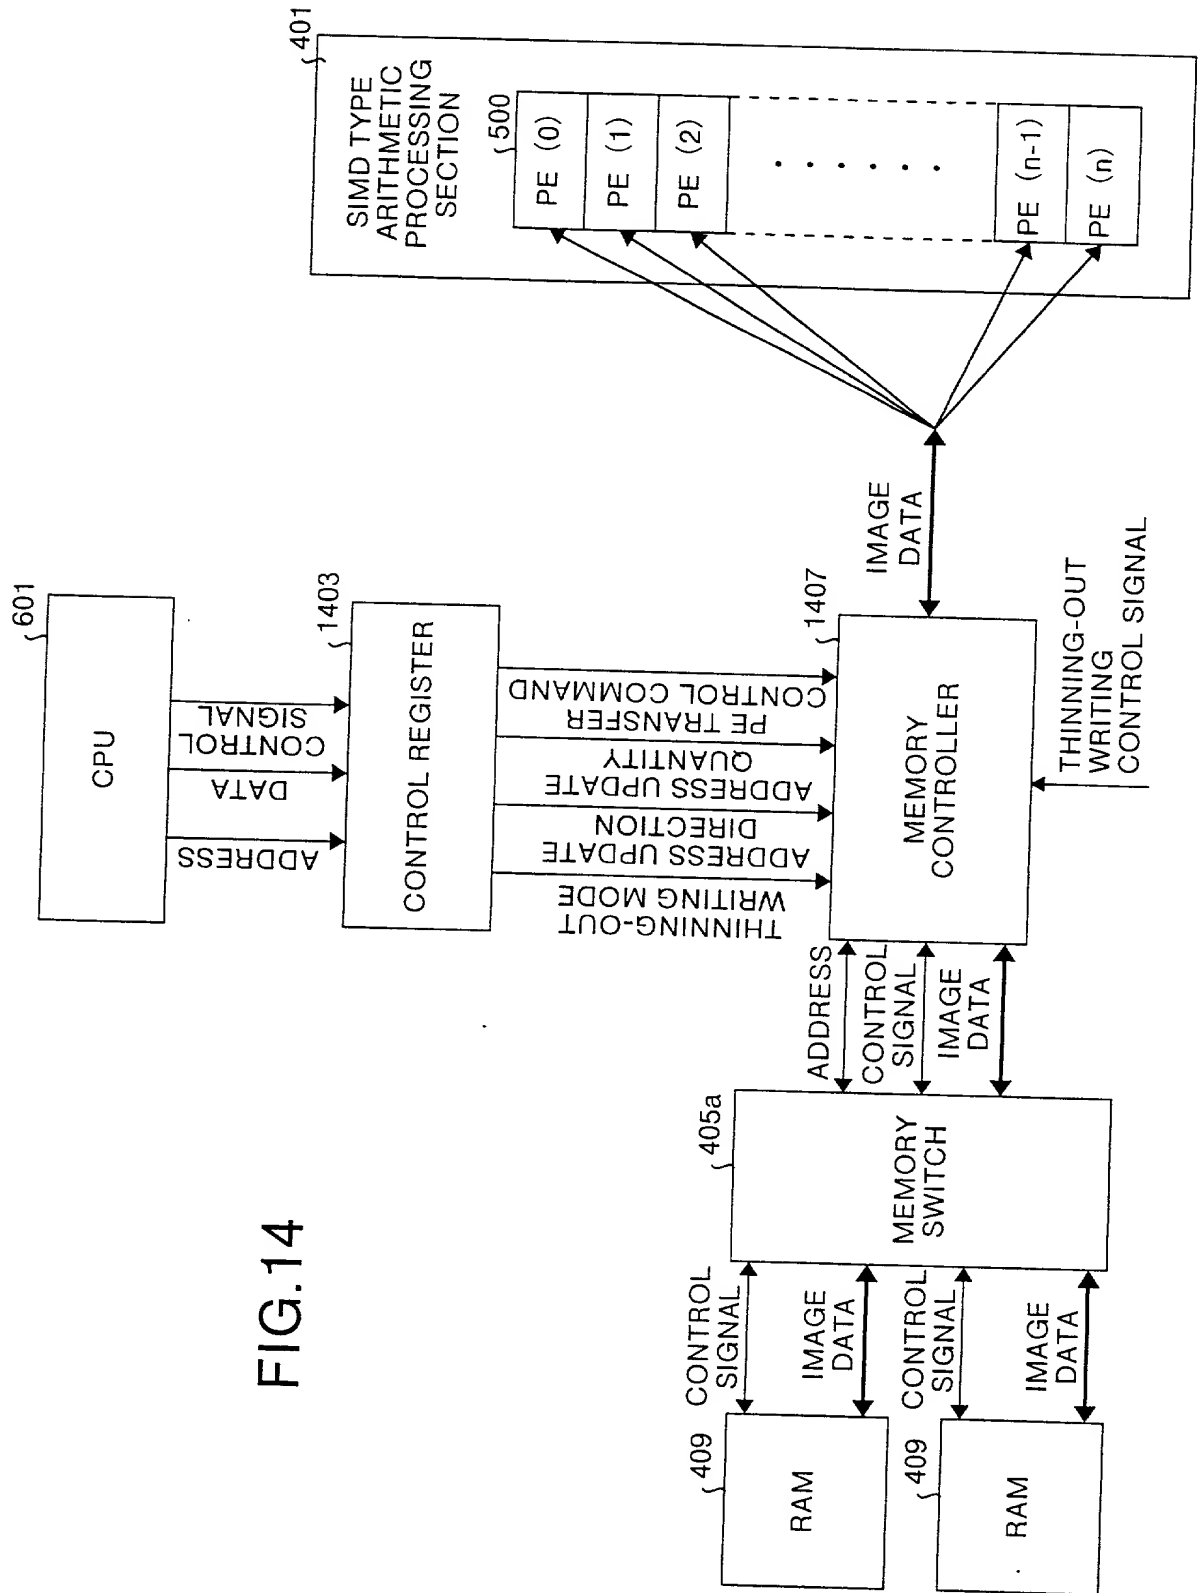 FIG.14
601
CPU
ADDRESS
DATA
CONTROL
SIGNAL
1403
CONTROL REGISTER
THINNING-OUT
WRITING MODE
ADDRESS UPDATE
DIRECTION
ADDRESS UPDATE
QUANTITY
PE TRANSFER
CONTROL COMMAND
409
RAM
CONTROL
SIGNAL
IMAGE
DATA
409
RAM
CONTROL
SIGNAL
IMAGE
DATA
405a
MEMORY
SWITCH
ADDRESS
CONTROL
SIGNAL
IMAGE
DATA
1407
MEMORY
CONTROLLER
THINNING-OUT
WRITING
CONTROL SIGNAL
IMAGE
DATA
401
SIMD TYPE
ARITHMETIC
PROCESSING
SECTION
500
PE (0)
PE (1)
PE (2)
PE (n-1)
PE (n)